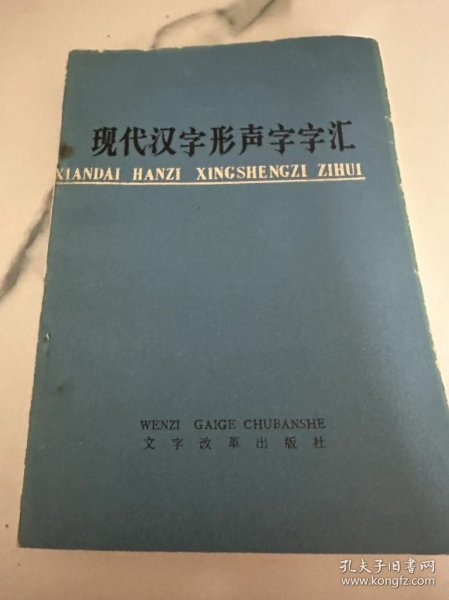 现代汉字形声字字汇
XIANDAI HANZI XINGSHENGZI ZIHUI
WENZI GAIGE CHUBANSHE
文字改革出版社
孔夫子旧书网
www.kongfz.com